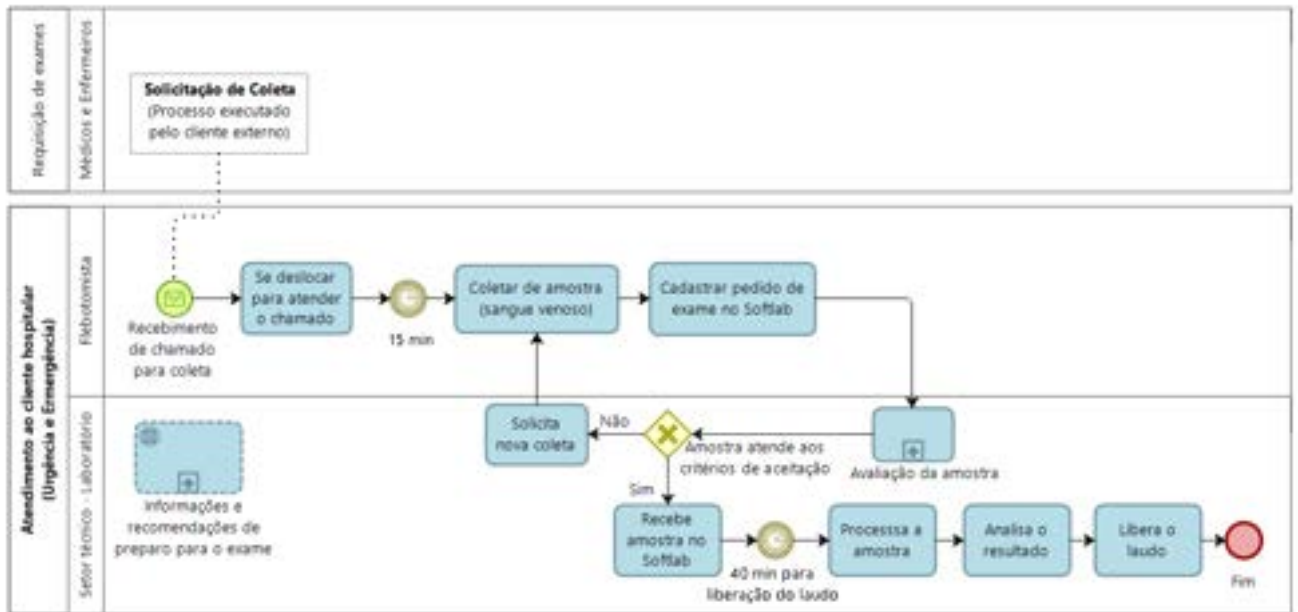 Requisição de exames
Médicos e Enfermeiros
Solicitação de Coleta
(Processo executado
pelo cliente externo)
Atendimento ao cliente hospitalar
(Urgência e Emergência)
Flebotomista
Recebimento
de chamado
para coleta
Se deslocar
para atender
o chamado
15 min
Coletar de amostra
(sangue venoso)
Cadastrar pedido de
exame no Softlab
Setor técnico - Laboratório
Informações e
recomendações de
preparo para o exame
Solicita
nova coleta
Não
Amostra atende aos
critérios de aceitação
Avaliação da amostra
Sim
Recebe
amostra no
Softlab
40 min para
liberação do laudo
Processsa a
amostra
Analisa o
resultado
Libera o
laudo
Fim